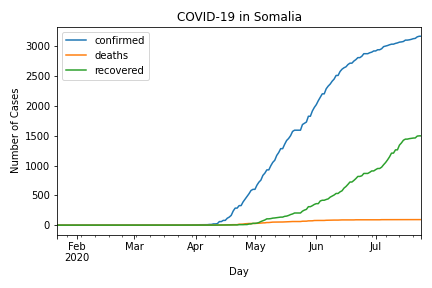 COVID-19 in Somalia
confirmed
deaths
recovered
Number of Cases
3000
2500
2000
1500
1000
500
0
Feb Mar Apr May Jun Jul
2020
Day